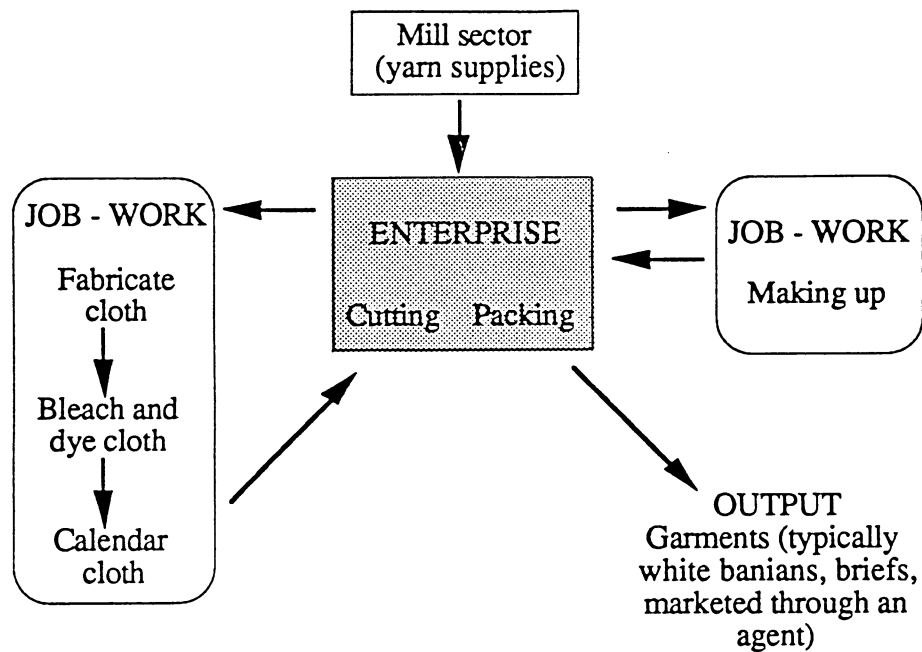 Mill sector
(yarn supplies)
JOB - WORK
Fabricate
cloth
Bleach and
dye cloth
Calendar
cloth
ENTERPRISE
Cutting Packing
JOB - WORK
Making up
OUTPUT
Garments (typically
white banians, briefs,
marketed through an
agent)